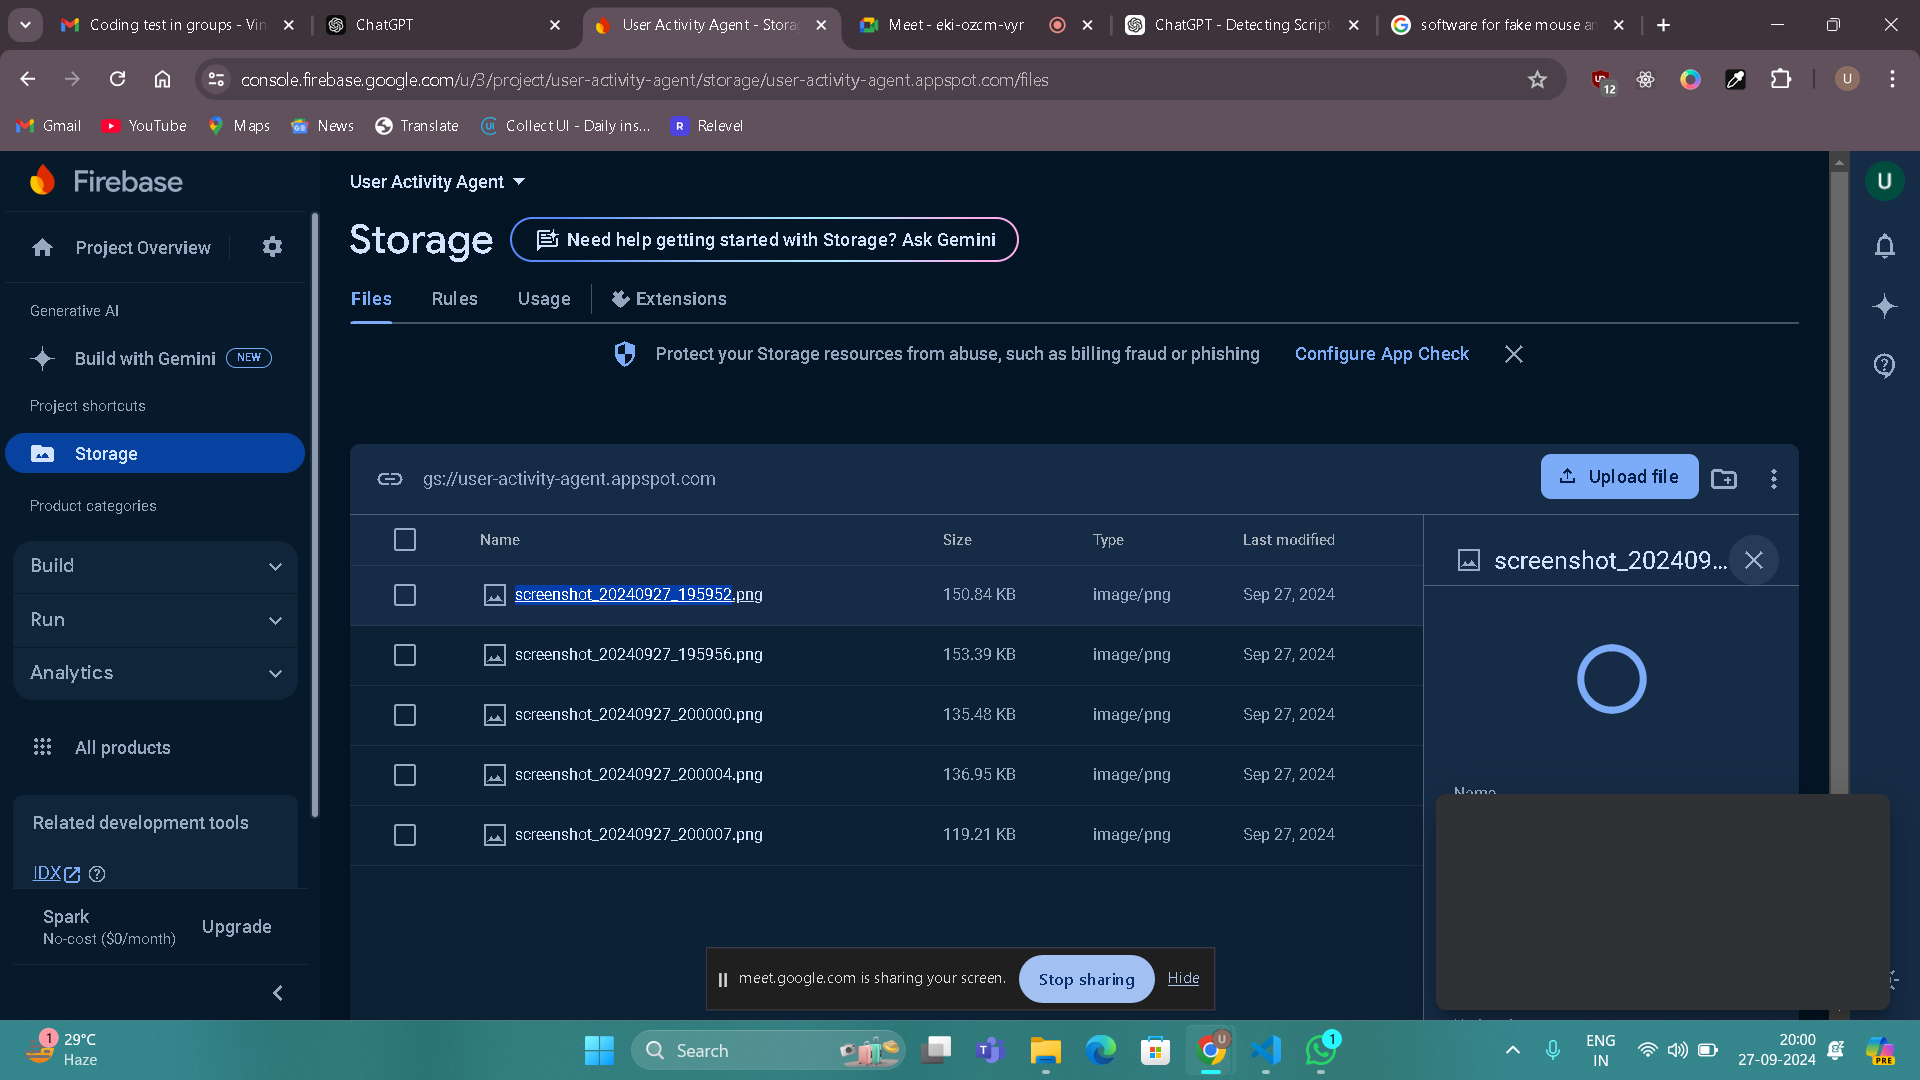 Coding test in groups - Vin
ChatGPT
User Activity Agent - Stora
Meet - eki-ozcm-vyr
ChatGPT - Detecting Script
software for fake mouse an
console.firebase.google.com/u/3/project/user-activity-agent/storage/user-activity-agent.appspot.com/files
12
U
Gmail
YouTube
Maps
News
Translate
Collect UI - Daily ins...
Relevel
Firebase
User Activity Agent
U
Project Overview
Storage
Need help getting started with Storage? Ask Gemini
Generative AI
Files
Rules
Usage
Extensions
Build with Gemini
NEW
Protect your Storage resources from abuse, such as billing fraud or phishing
Configure App Check
Project shortcuts
Storage
gs://user-activity-agent.appspot.com
Upload file
Product categories
Name
Size
Type
Last modified
screenshot_202409...
Build
screenshot_20240927_195952.png
150.84 KB
image/png
Sep 27, 2024
Run
screenshot_20240927_195956.png
153.39 KB
image/png
Sep 27, 2024
Analytics
screenshot_20240927_200000.png
135.48 KB
image/png
Sep 27, 2024
All products
screenshot_20240927_200004.png
136.95 KB
image/png
Sep 27, 2024
Name
Related development tools
screenshot_20240927_200007.png
119.21 KB
image/png
Sep 27, 2024
IDX
Spark
No-cost ($0/month)
Upgrade
meet.google.com is sharing your screen.
Stop sharing
Hide
1
29°C
Haze
Search
1
ENG
IN
20:00
27-09-2024
PRE